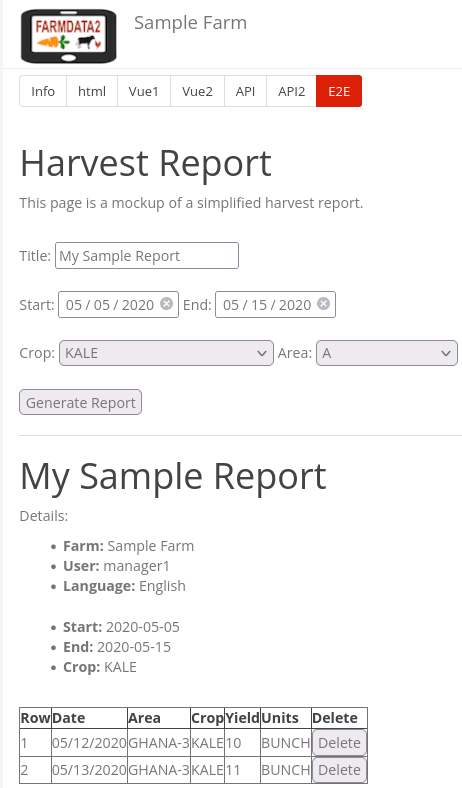 FARMDATA2
Sample Farm
Info html Vue1 Vue2 API API2 E2E
Harvest Report
This page is a mockup of a simplified harvest report.
Title: My Sample Report
Start: 05 / 05 / 2020 End: 05 / 15 / 2020
Crop: KALE Area: A
Generate Report
My Sample Report
Details:
• Farm: Sample Farm
• User: manager1
• Language: English
• Start: 2020-05-05
• End: 2020-05-15
• Crop: KALE
Row Date Area Crop Yield Units Delete
1 05/12/2020 GHANA-3 KALE 10 BUNCH Delete
2 05/13/2020 GHANA-3 KALE 11 BUNCH Delete